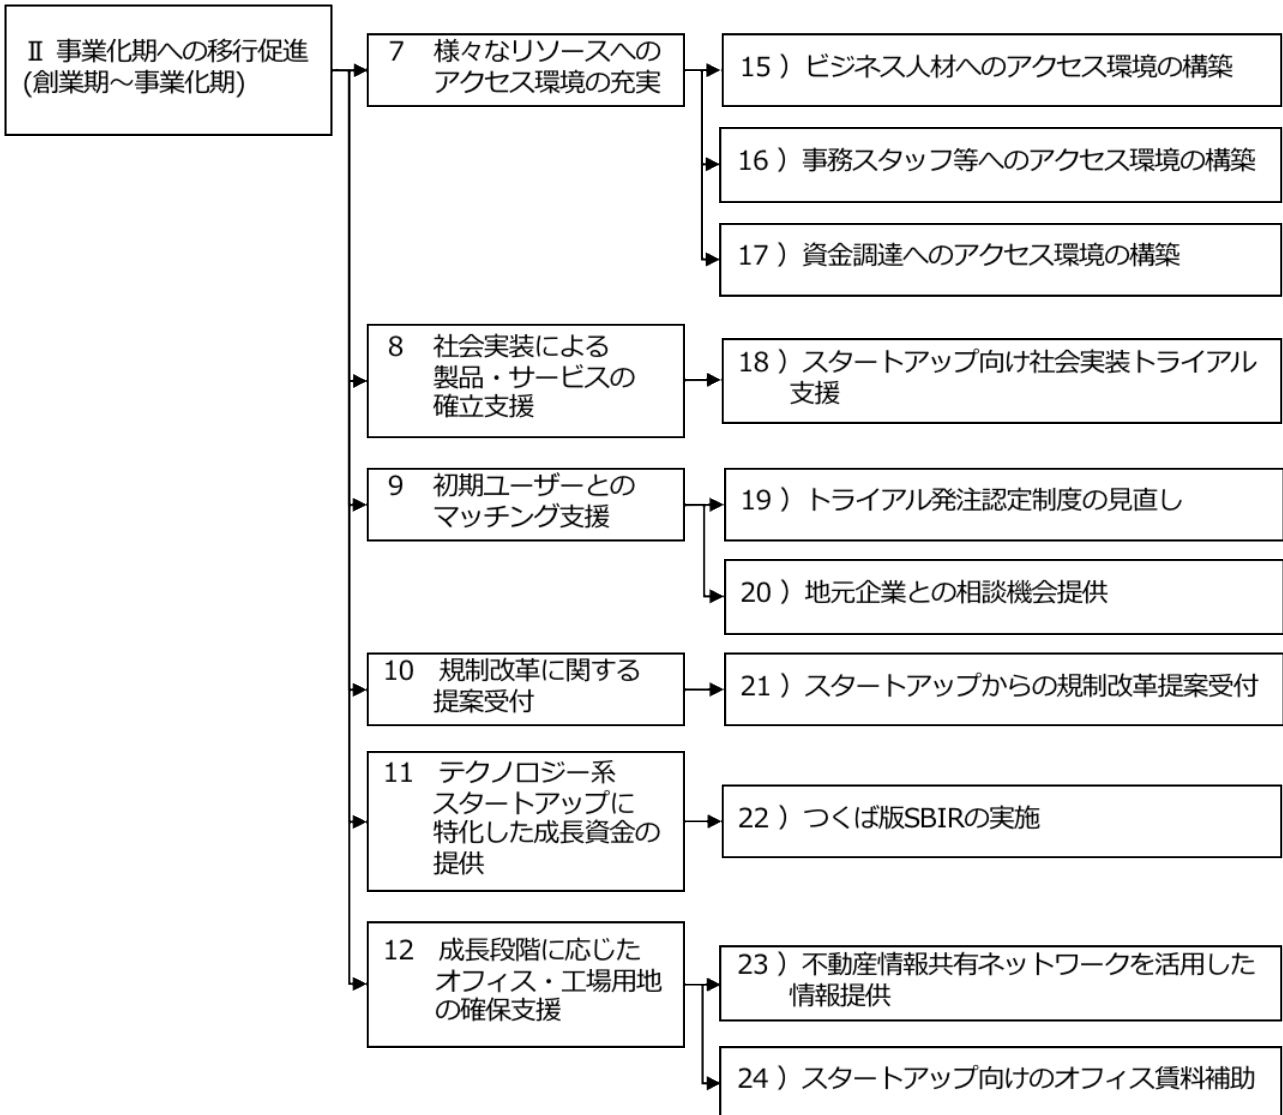 Ⅱ 事業化期への移行促進
(創業期～事業化期)
7 様々なリソースへの
アクセス環境の充実
15）ビジネス人材へのアクセス環境の構築
16）事務スタッフ等へのアクセス環境の構築
17）資金調達へのアクセス環境の構築
8 社会実装による
製品・サービスの
確立支援
18）スタートアップ向け社会実装トライアル
支援
9 初期ユーザーとの
マッチング支援
19）トライアル発注認定制度の見直し
20）地元企業との相談機会提供
10 規制改革に関する
提案受付
21）スタートアップからの規制改革提案受付
11 テクノロジー系
スタートアップに
特化した成長資金の
提供
22）つくば版SBIRの実施
12 成長段階に応じた
オフィス・工場用地
の確保支援
23）不動産情報共有ネットワークを活用した
情報提供
24）スタートアップ向けのオフィス賃料補助